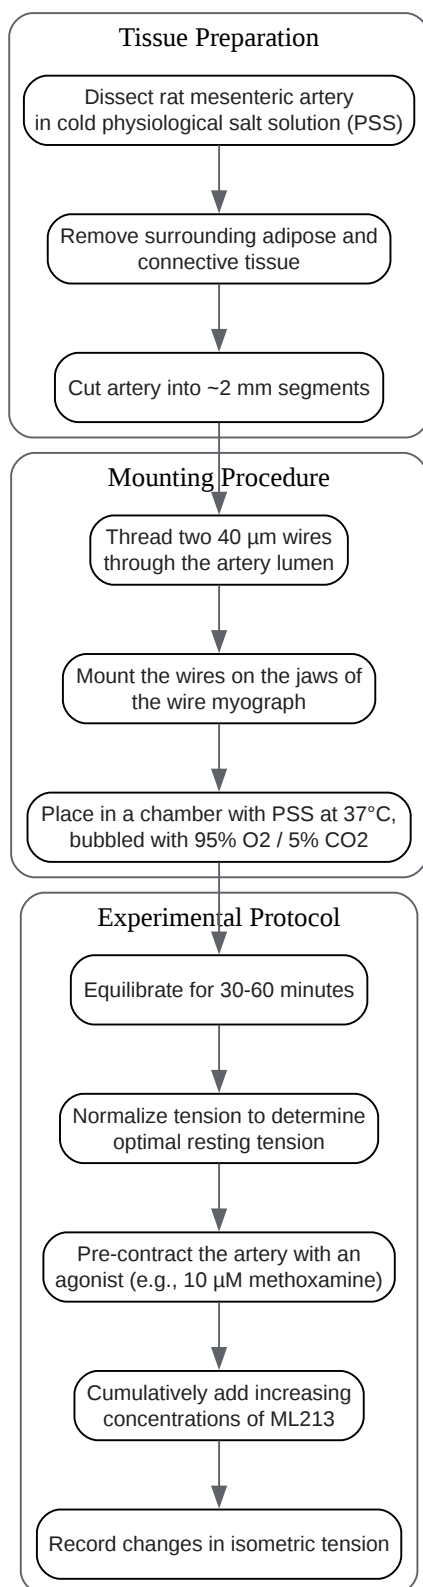 Tissue Preparation
Dissect rat mesenteric artery
in cold physiological salt solution (PSS)
Remove surrounding adipose and
connective tissue
Cut artery into ~2 mm segments
Mounting Procedure
Thread two 40 µm wires
through the artery lumen
Mount the wires on the jaws of
the wire myograph
Place in a chamber with PSS at 37°C,
bubbled with 95% O2 / 5% CO2
Experimental Protocol
Equilibrate for 30-60 minutes
Normalize tension to determine
optimal resting tension
Pre-contract the artery with an
agonist (e.g., 10 µM methoxamine)
Cumulatively add increasing
concentrations of ML213
Record changes in isometric tension